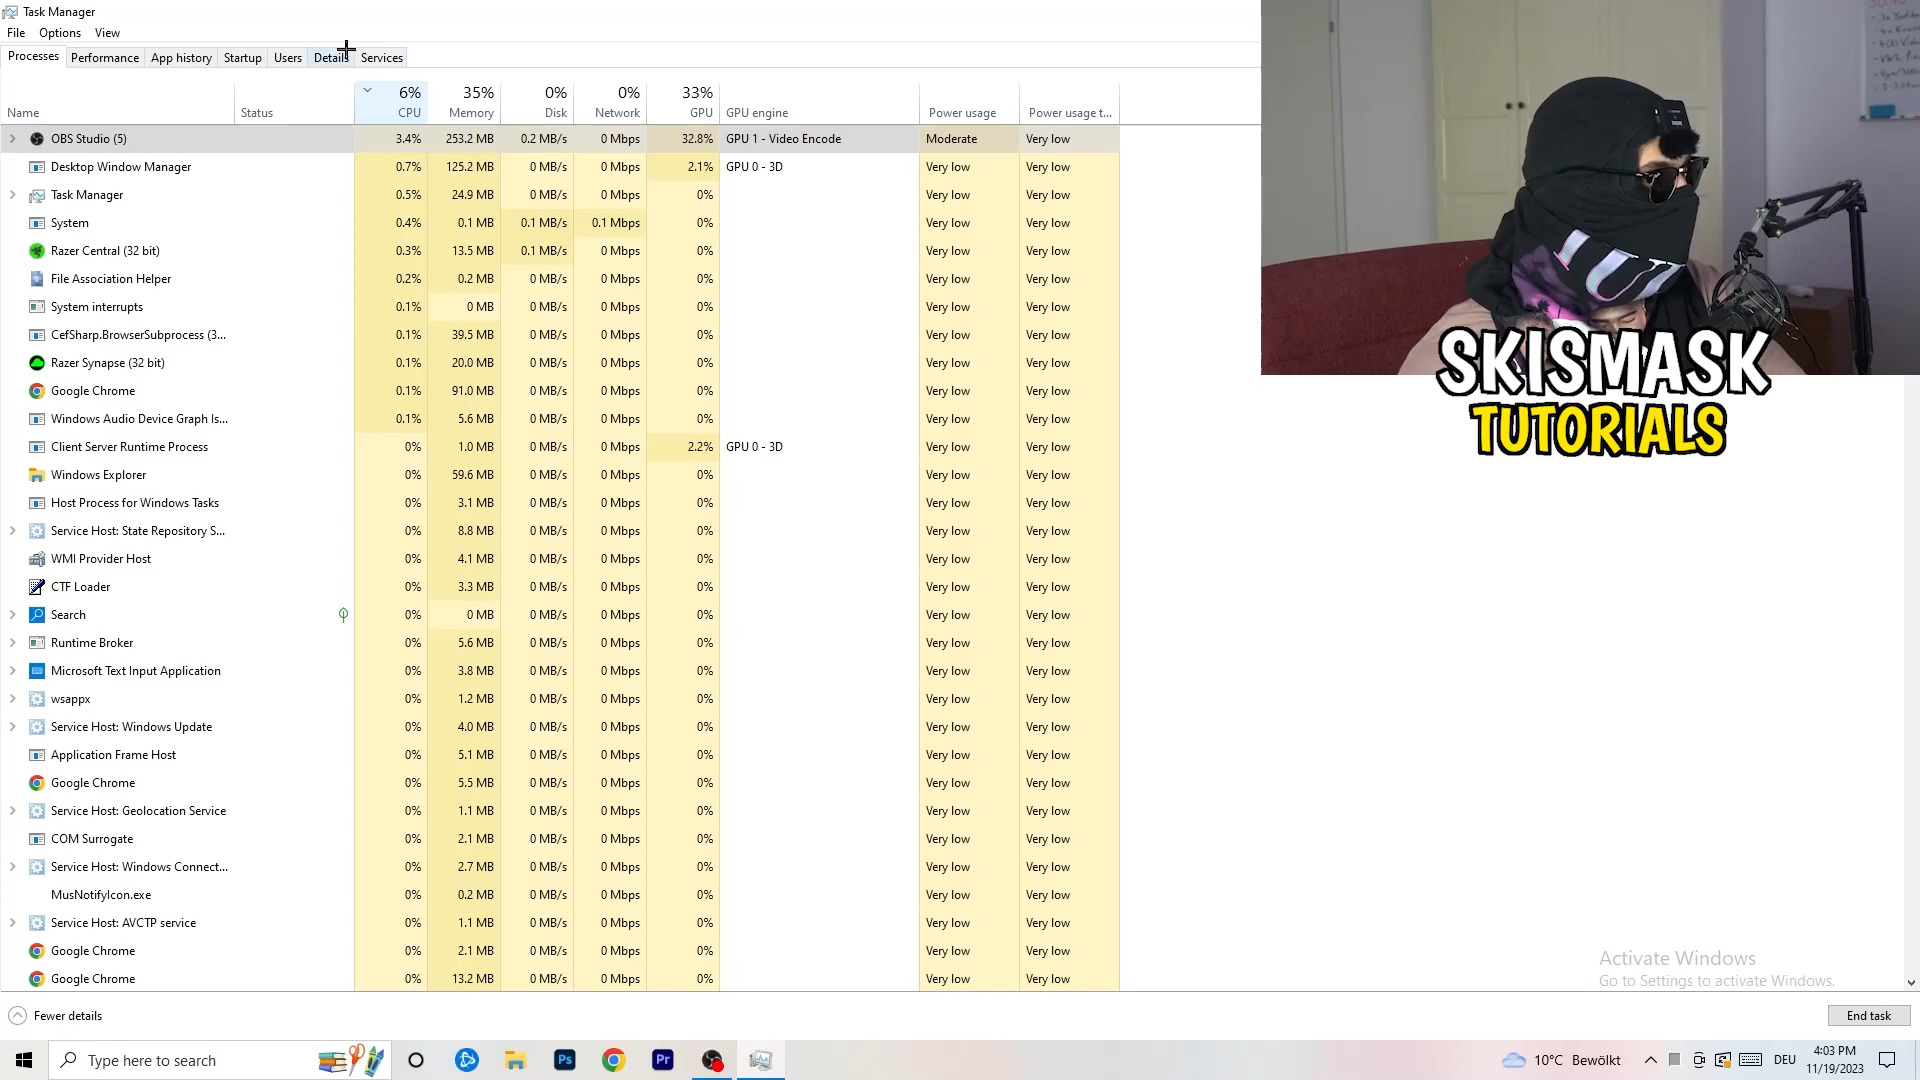 Task Manager
File Options View
Processes Performance App history Startup Users Details Services
6% 35% 0% 0% 33%
Name Status CPU Memory Disk Network GPU GPU engine Power usage Power usage t...
OBS Studio (5) 3.4% 253.2 MB 0.2 MB/s 0 Mbps 32.8% GPU 1 - Video Encode Moderate Very low
Desktop Window Manager 0.7% 125.2 MB 0 MB/s 0 Mbps 2.1% GPU 0 - 3D Very low Very low
Task Manager 0.5% 24.9 MB 0 MB/s 0 Mbps 0% Very low Very low
System 0.4% 0.1 MB 0.1 MB/s 0.1 Mbps 0% Very low Very low
Razer Central (32 bit) 0.3% 13.5 MB 0.1 MB/s 0 Mbps 0% Very low Very low
File Association Helper 0.2% 0.2 MB 0 MB/s 0 Mbps 0% Very low Very low
System interrupts 0.1% 0 MB 0 MB/s 0 Mbps 0% Very low Very low
CefSharp.BrowserSubprocess (3... 0.1% 39.5 MB 0 MB/s 0 Mbps 0% Very low Very low
Razer Synapse (32 bit) 0.1% 20.0 MB 0 MB/s 0 Mbps 0% Very low Very low
Google Chrome 0.1% 91.0 MB 0 MB/s 0 Mbps 0% Very low Very low
Windows Audio Device Graph Is... 0.1% 5.6 MB 0 MB/s 0 Mbps 0% Very low Very low
Client Server Runtime Process 0% 1.0 MB 0 MB/s 0 Mbps 2.2% GPU 0 - 3D Very low Very low
Windows Explorer 0% 59.6 MB 0 MB/s 0 Mbps 0% Very low Very low
Host Process for Windows Tasks 0% 3.1 MB 0 MB/s 0 Mbps 0% Very low Very low
Service Host: State Repository S... 0% 8.8 MB 0 MB/s 0 Mbps 0% Very low Very low
WMI Provider Host 0% 4.1 MB 0 MB/s 0 Mbps 0% Very low Very low
CTF Loader 0% 3.3 MB 0 MB/s 0 Mbps 0% Very low Very low
Search 0% 0 MB 0 MB/s 0 Mbps 0% Very low Very low
Runtime Broker 0% 5.6 MB 0 MB/s 0 Mbps 0% Very low Very low
Microsoft Text Input Application 0% 3.8 MB 0 MB/s 0 Mbps 0% Very low Very low
wsappx 0% 1.2 MB 0 MB/s 0 Mbps 0% Very low Very low
Service Host: Windows Update 0% 4.0 MB 0 MB/s 0 Mbps 0% Very low Very low
Application Frame Host 0% 5.1 MB 0 MB/s 0 Mbps 0% Very low Very low
Google Chrome 0% 5.5 MB 0 MB/s 0 Mbps 0% Very low Very low
Service Host: Geolocation Service 0% 1.1 MB 0 MB/s 0 Mbps 0% Very low Very low
COM Surrogate 0% 2.1 MB 0 MB/s 0 Mbps 0% Very low Very low
Service Host: Windows Connect... 0% 2.7 MB 0 MB/s 0 Mbps 0% Very low Very low
MusNotifyIcon.exe 0% 0.2 MB 0 MB/s 0 Mbps 0% Very low Very low
Service Host: AVCTP service 0% 1.1 MB 0 MB/s 0 Mbps 0% Very low Very low
Google Chrome 0% 2.1 MB 0 MB/s 0 Mbps 0% Very low Very low
Google Chrome 0% 13.2 MB 0 MB/s 0 Mbps 0% Very low Very low
SKISMASK
TUTORIALS
Activate Windows
Go to Settings to activate Windows.
Fewer details End task
Type here to search Ps Pr 10°C Bewölkt DEU 4:03 PM
11/19/2023